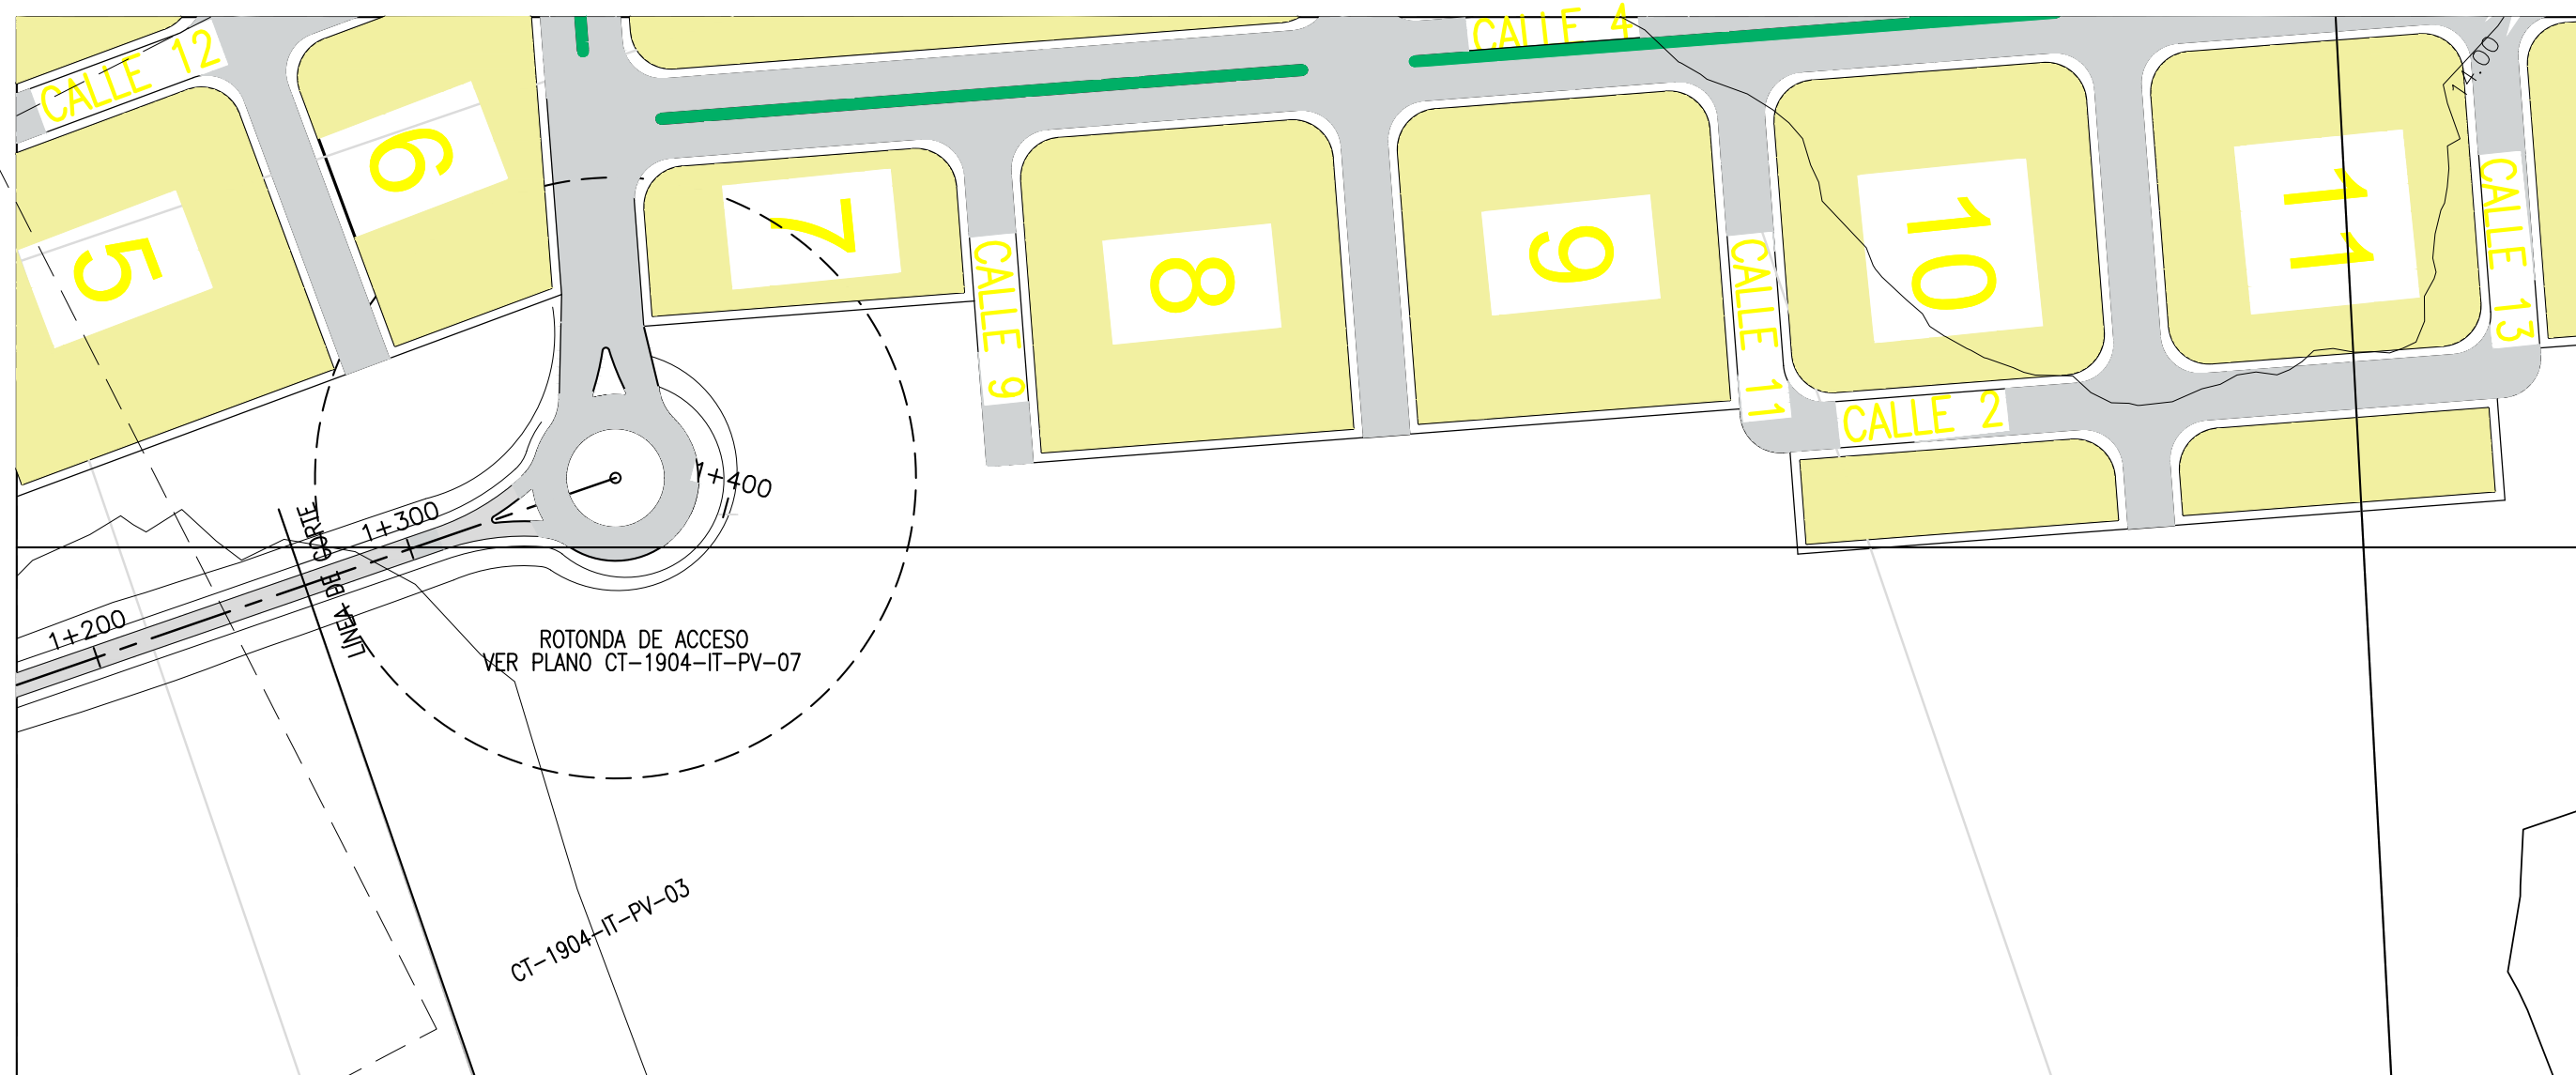 CALLE 12
CALLE 4
74.00
5
6
7
8
9
10
11
CALLE 9
CALLE 11
CALLE 13
CALLE 2
1+400
1+300
1+200
LINEA DE CORTE
ROTONDA DE ACCESO
VER PLANO CT-1904-IT-PV-07
CT-1904-IT-PV-03